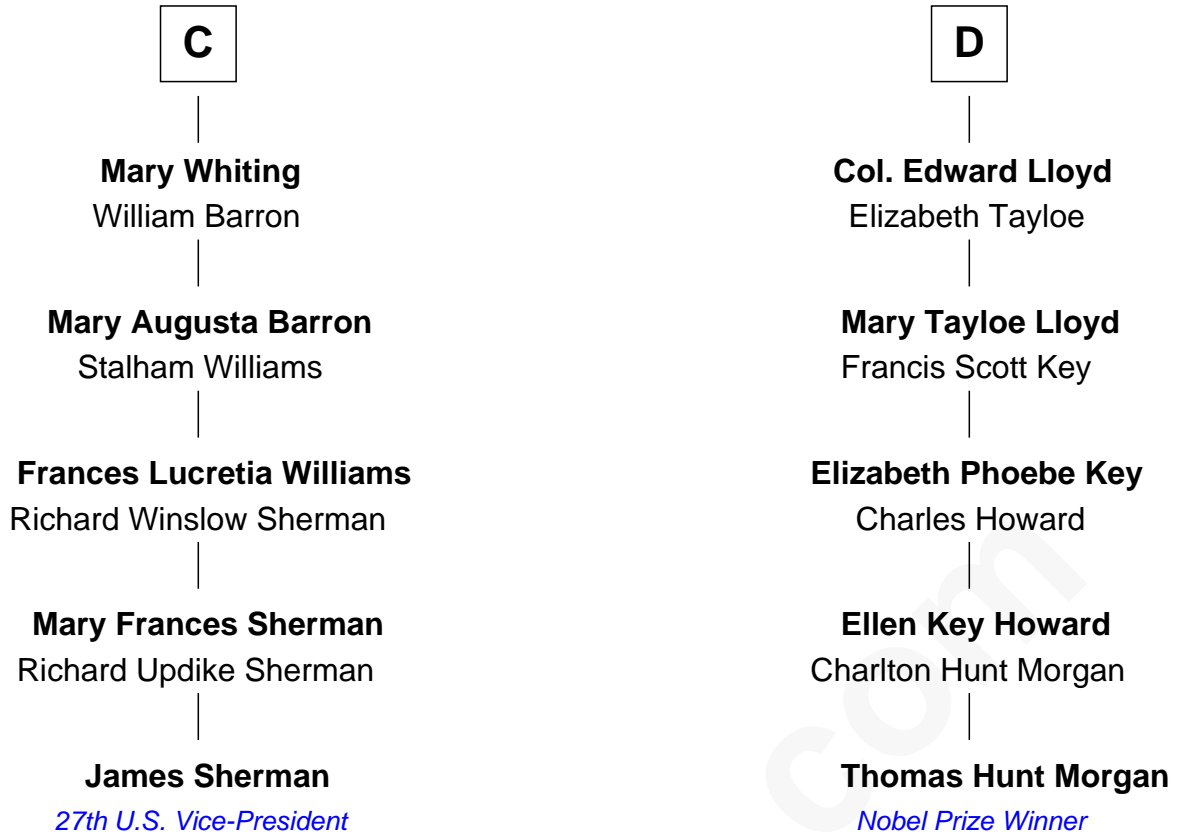 C
Mary Whiting
William Barron
Mary Augusta Barron
Stalham Williams
Frances Lucretia Williams
Richard Winslow Sherman
Mary Frances Sherman
Richard Updike Sherman
James Sherman
27th U.S. Vice-President
D
Col. Edward Lloyd
Elizabeth Tayloe
Mary Tayloe Lloyd
Francis Scott Key
Elizabeth Phoebe Key
Charles Howard
Ellen Key Howard
Charlton Hunt Morgan
Thomas Hunt Morgan
Nobel Prize Winner
com